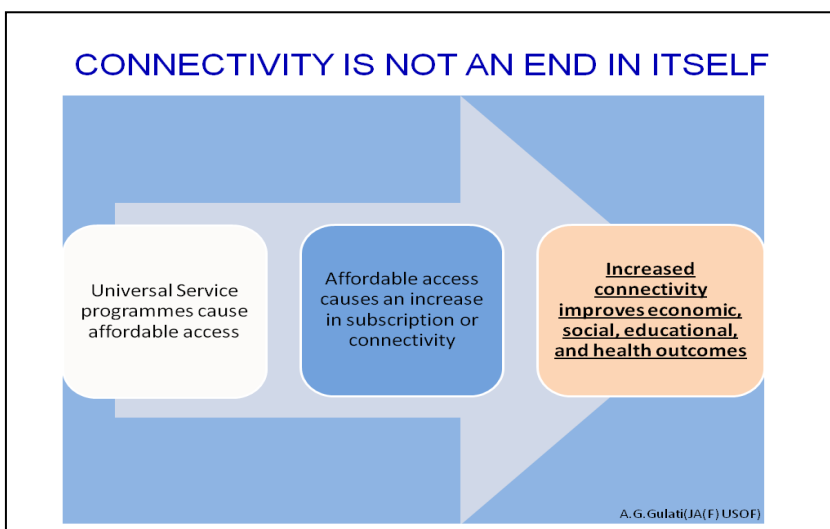 CONNECTIVITY IS NOT AN END IN ITSELF
Universal Service
programmes cause
affordable access
Affordable access
causes an increase
in subscription or
connectivity
Increased
connectivity
improves economic,
social, educational,
and health outcomes
A.G.Gulati(JA(F) USOF)